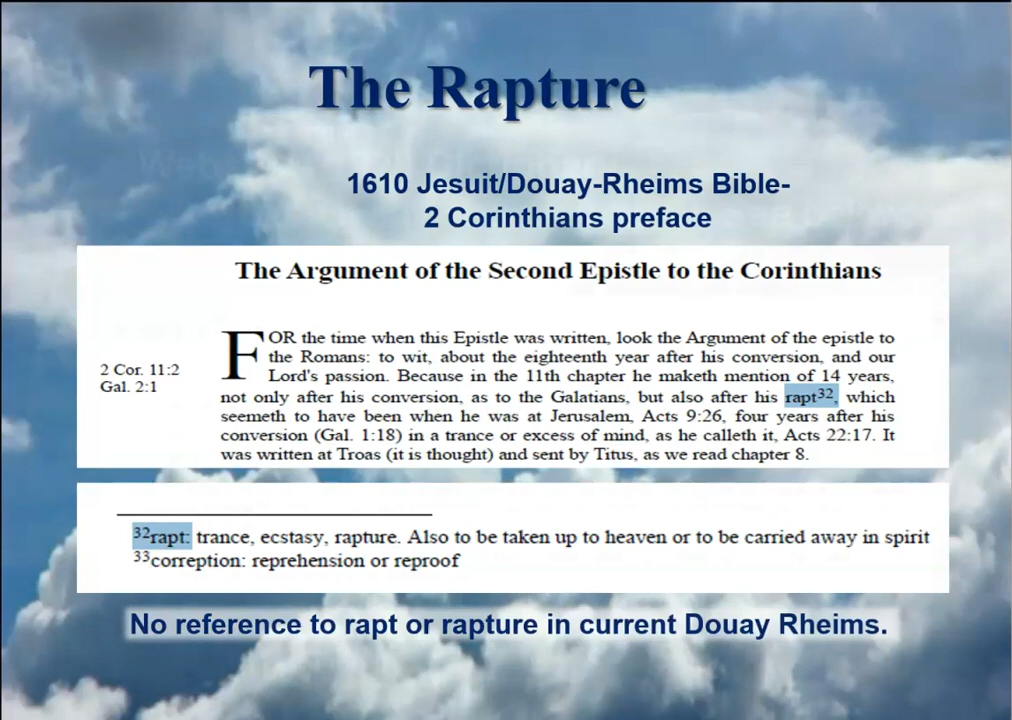 The Rapture
1610 Jesuit/Douay-Rheims Bible-
2 Corinthians preface
The Argument of the Second Epistle to the Corinthians
2 Cor. 11:2
Gal. 2:1
FOR the time when this Epistle was written, look the Argument of the epistle to
the Romans: to wit, about the eighteenth year after his conversion, and our
Lord's passion. Because in the 11th chapter he maketh mention of 14 years,
not only after his conversion, as to the Galatians, but also after his rapt³², which
seemeth to have been when he was at Jerusalem, Acts 9:26, four years after his
conversion (Gal. 1:18) in a trance or excess of mind, as he calleth it, Acts 22:17. It
was written at Troas (it is thought) and sent by Titus, as we read chapter 8.
³²rapt: trance, ecstasy, rapture. Also to be taken up to heaven or to be carried away in spirit
³³correption: reprehension or reproof
No reference to rapt or rapture in current Douay Rheims.